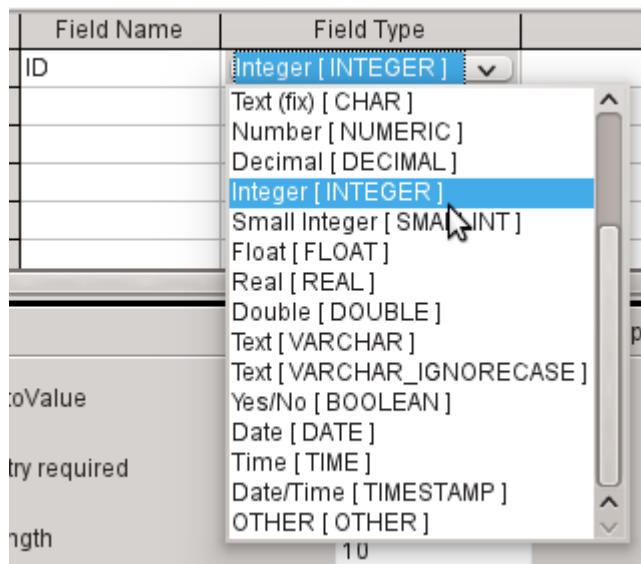 Field Name Field Type
ID Integer [ INTEGER ]
Text (fix) [ CHAR ]
Number [ NUMERIC ]
Decimal [ DECIMAL ]
Integer [ INTEGER ]
Small Integer [ SMALLINT ]
Float [ FLOAT ]
Real [ REAL ]
Double [ DOUBLE ]
Text [ VARCHAR ]
Text [ VARCHAR_IGNORECASE ]
Yes/No [ BOOLEAN ]
Date [ DATE ]
Time [ TIME ]
Date/Time [ TIMESTAMP ]
OTHER [ OTHER ]
oValue
try required
ngth
10